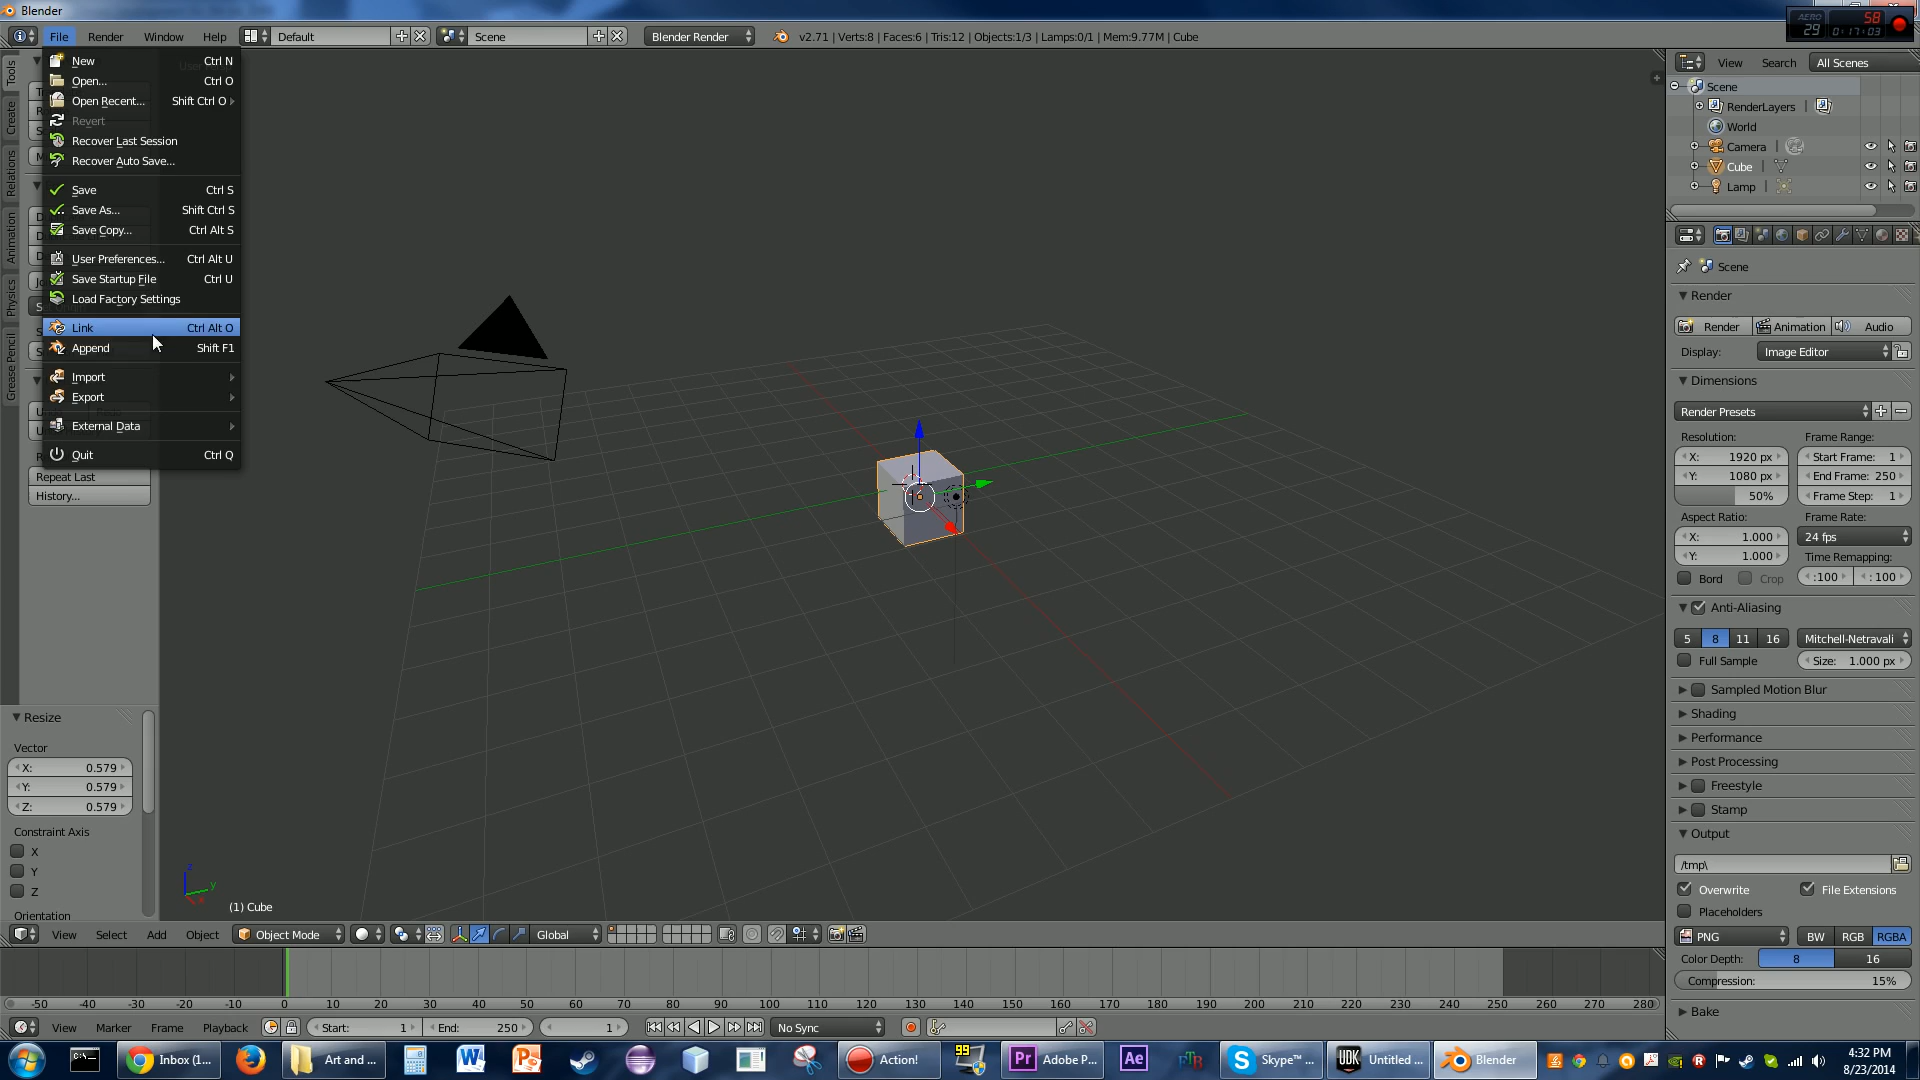 Blender
File Render Window Help Default Scene Blender Render v2.71 | Verts:8 | Faces:6 | Tris:12 | Objects:1/3 | Lamps:0/1 | Mem:9.77M | Cube
AERO 29 58 0:17:03
New Ctrl N
Open... Ctrl O
Open Recent... Shift Ctrl O
Revert
Recover Last Session
Recover Auto Save...
Save Ctrl S
Save As... Shift Ctrl S
Save Copy... Ctrl Alt S
User Preferences... Ctrl Alt U
Save Startup File Ctrl U
Load Factory Settings
Link Ctrl Alt O
Append Shift F1
Import
Export
External Data
Quit Ctrl Q
Repeat Last
History...
Tools
Create
Relations
Animation
Physics
Grease Pencil
Resize
Vector
X: 0.579
Y: 0.579
Z: 0.579
Constraint Axis
X
Y
Z
Orientation
z
y
x
(1) Cube
View Search All Scenes
Scene
RenderLayers |
World
Camera |
Cube |
Lamp |
Scene
Render
Render Animation Audio
Display: Image Editor
Dimensions
Render Presets
Resolution: Frame Range:
X: 1920 px Start Frame: 1
Y: 1080 px End Frame: 250
50% Frame Step: 1
Aspect Ratio: Frame Rate:
X: 1.000 24 fps
Y: 1.000 Time Remapping:
Bord Crop :100 : 100
Anti-Aliasing
5 8 11 16 Mitchell-Netravali
Full Sample Size: 1.000 px
Sampled Motion Blur
Shading
Performance
Post Processing
Freestyle
Stamp
Output
/tmp\
Overwrite File Extensions
Placeholders
PNG BW RGB RGBA
Color Depth: 8 16
Compression: 15%
Bake
View Select Add Object Object Mode Global
-50 -40 -30 -20 -10 0 10 20 30 40 50 60 70 80 90 100 110 120 130 140 150 160 170 180 190 200 210 220 230 240 250 260 270 280
View Marker Frame Playback Start: 1 End: 250 1 No Sync
Inbox (1... Art and ... Action! 99 Pr Adobe P... Ae Skype™ ... UDK Untitled ... Blender
4:32 PM
8/23/2014